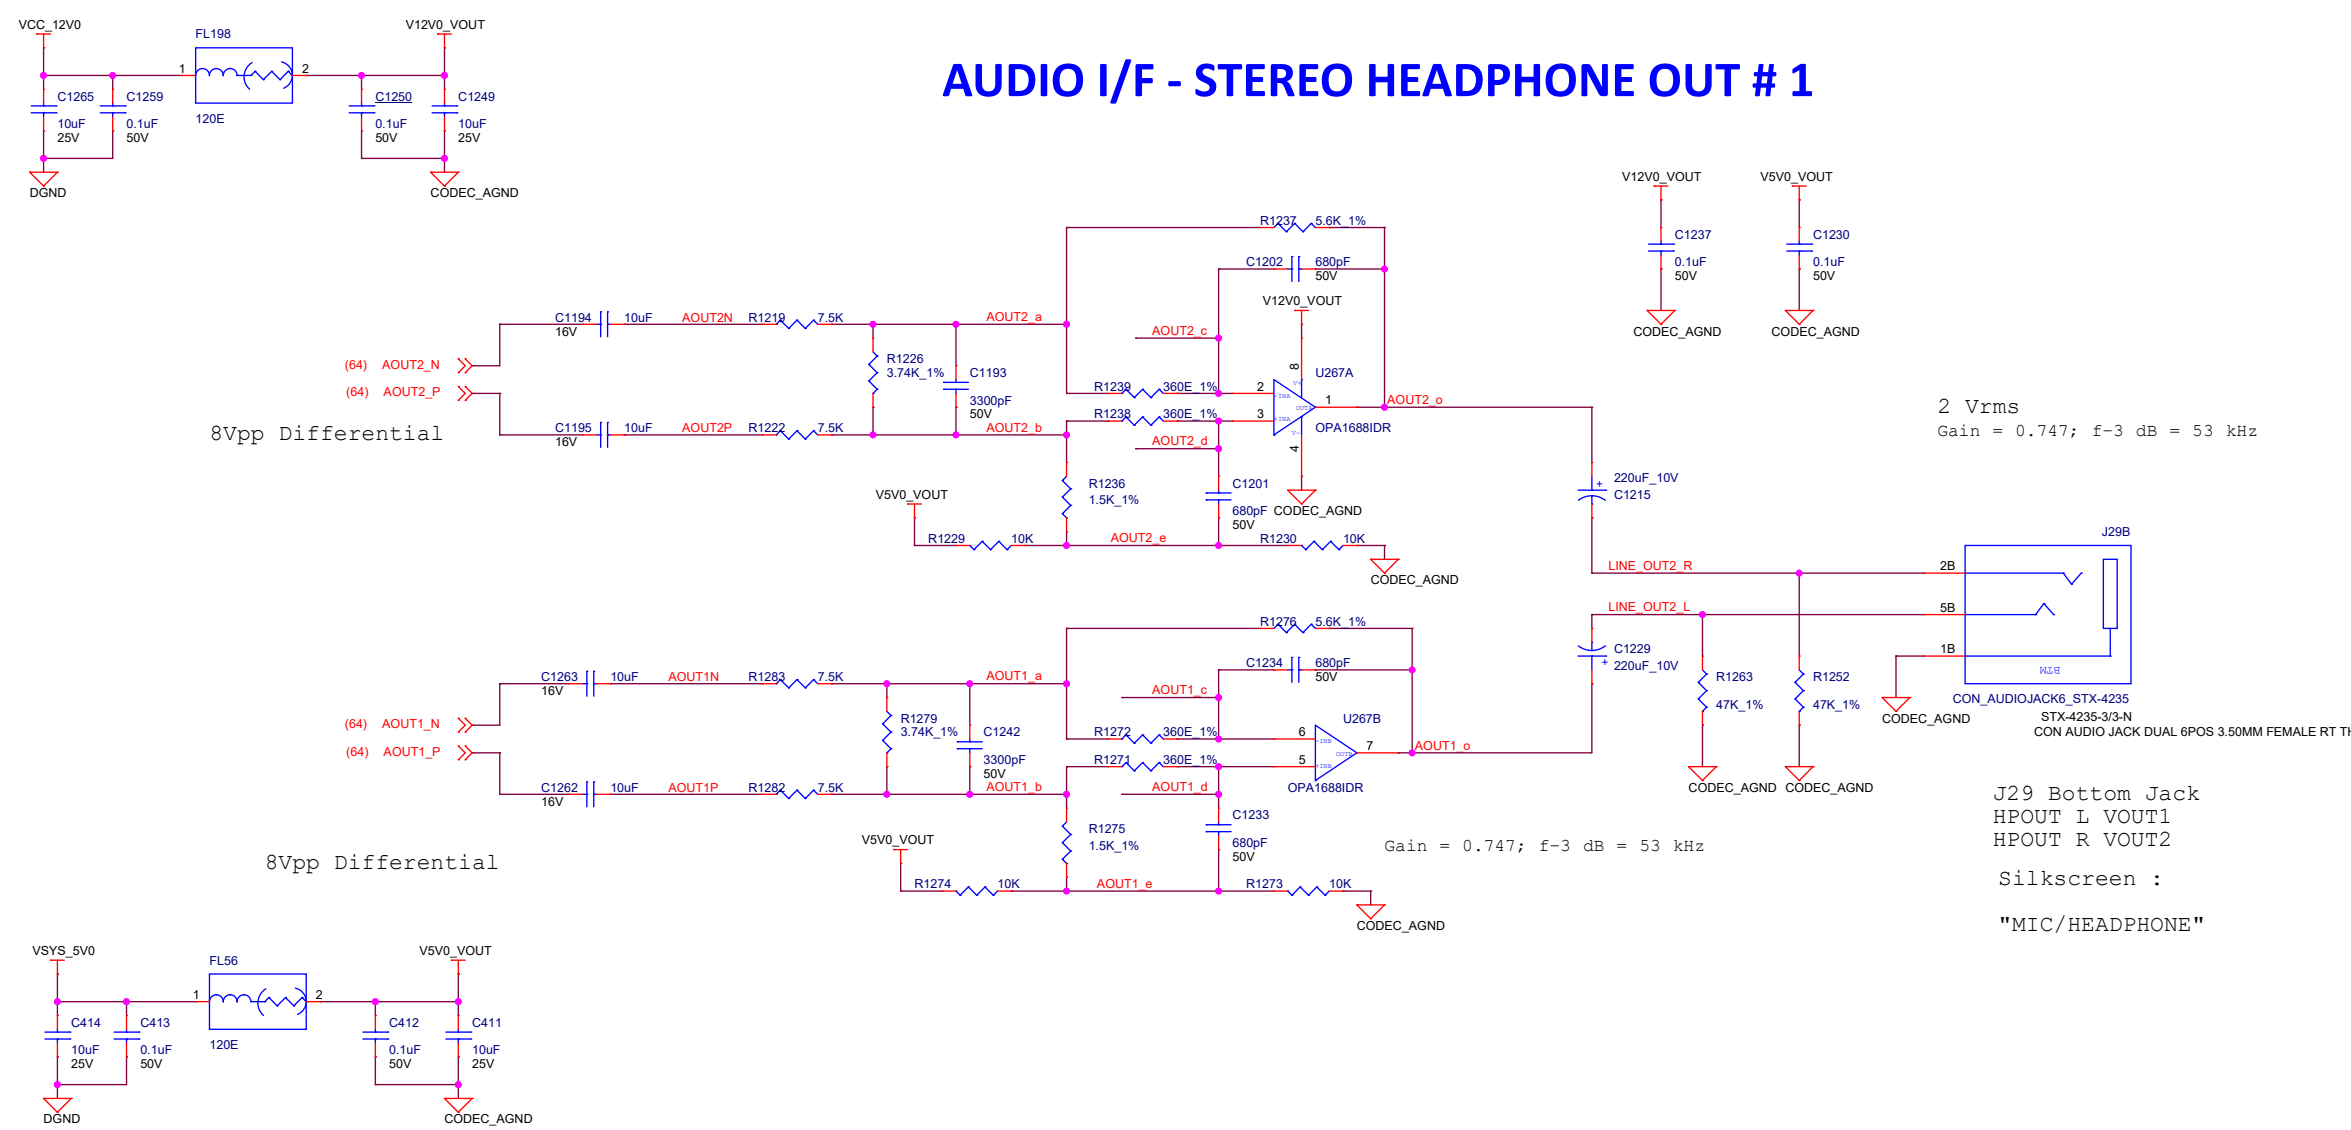 AUDIO I/F - STEREO HEADPHONE OUT # 1
VCC_12V0
FL198
V12V0_VOUT
1
2
C1265
10uF
25V
C1259
0.1uF
50V
120E
C1250
0.1uF
50V
C1249
10uF
25V
DGND
CODEC_AGND
V12V0_VOUT
C1237
0.1uF
50V
CODEC_AGND
V5V0_VOUT
C1230
0.1uF
50V
CODEC_AGND
R1237 5.6K_1%
C1202 680pF
50V
V12V0_VOUT
C1194 10uF
16V
AOUT2N
R1219 7.5K
AOUT2_a
AOUT2_c
(64) AOUT2_N
(64) AOUT2_P
8Vpp Differential
R1226
3.74K_1%
C1193
3300pF
50V
R1239 360E_1%
R1238 360E_1%
2
3
8
4
1
V+
-INA
+INA
OUTA
V-
U267A
OPA1688IDR
AOUT2_o
C1195 10uF
16V
AOUT2P
R1222 7.5K
AOUT2_b
AOUT2_d
R1236
1.5K_1%
C1201
680pF
50V
CODEC_AGND
V5V0_VOUT
R1229 10K
AOUT2_e
R1230 10K
CODEC_AGND
2 Vrms
Gain = 0.747; f-3 dB = 53 kHz
220uF_10V
+
C1215
LINE_OUT2_R
LINE_OUT2_L
C1229
+
220uF_10V
R1263
47K_1%
CODEC_AGND
R1252
47K_1%
CODEC_AGND
J29B
2B
5B
1B
BTM
CODEC_AGND
CON_AUDIOJACK6_STX-4235
STX-4235-3/3-N
CON AUDIO JACK DUAL 6POS 3.50MM FEMALE RT TH
R1276 5.6K_1%
C1234 680pF
50V
C1263 10uF
16V
AOUT1N
R1283 7.5K
AOUT1_a
AOUT1_c
(64) AOUT1_N
(64) AOUT1_P
8Vpp Differential
R1279
3.74K_1%
C1242
3300pF
50V
R1272 360E_1%
R1271 360E_1%
6
5
7
-INB
+INB
OUTB
U267B
OPA1688IDR
AOUT1_o
C1262 10uF
16V
AOUT1P
R1282 7.5K
AOUT1_b
AOUT1_d
R1275
1.5K_1%
C1233
680pF
50V
V5V0_VOUT
R1274 10K
AOUT1_e
R1273 10K
CODEC_AGND
Gain = 0.747; f-3 dB = 53 kHz
J29 Bottom Jack
HPOUT L VOUT1
HPOUT R VOUT2
Silkscreen :
"MIC/HEADPHONE"
VSYS_5V0
FL56
V5V0_VOUT
1
2
C414
10uF
25V
C413
0.1uF
50V
120E
C412
0.1uF
50V
C411
10uF
25V
DGND
CODEC_AGND